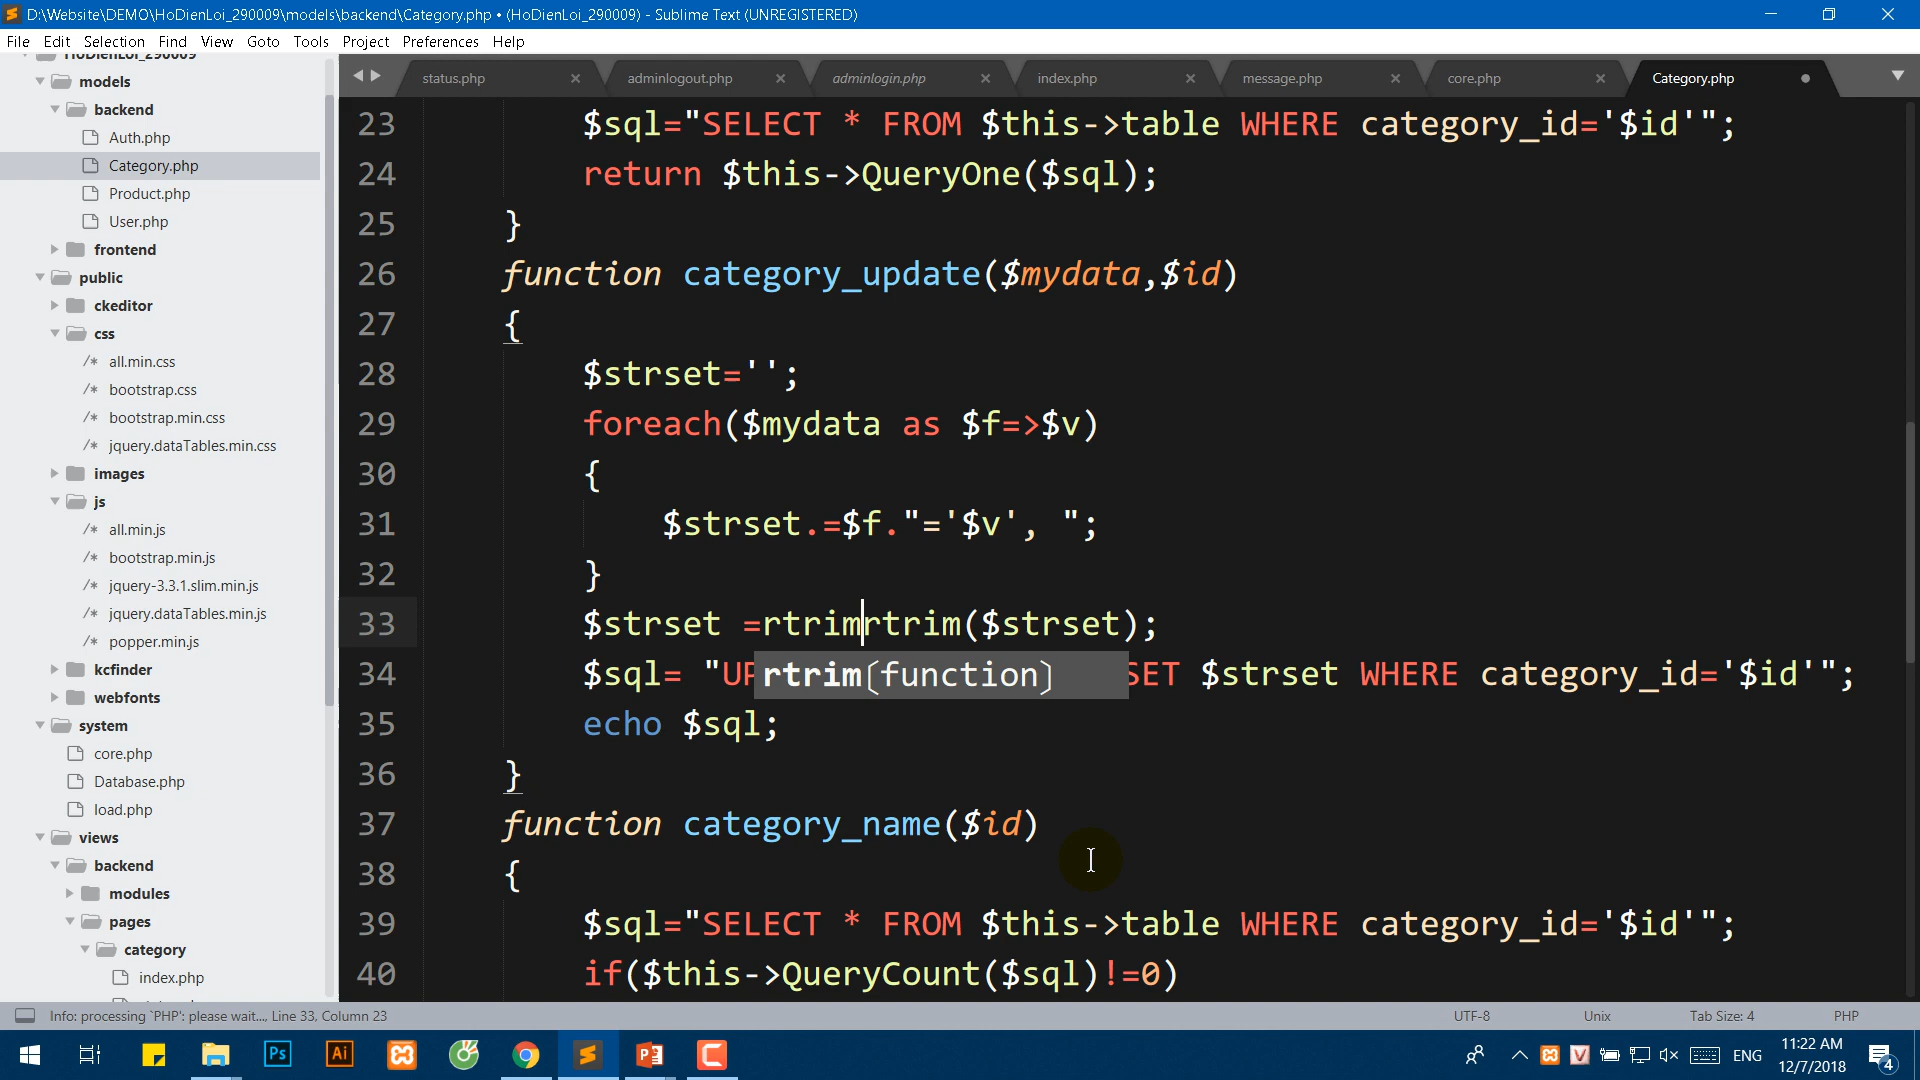 D:\Website\DEMO\HoDienLoi_290009\models\backend\Category.php • (HoDienLoi_290009) - Sublime Text (UNREGISTERED)
File Edit Selection Find View Goto Tools Project Preferences Help
HoDienLoi_290009
models
backend
Auth.php
Category.php
Product.php
User.php
frontend
public
ckeditor
css
/* all.min.css
/* bootstrap.css
/* bootstrap.min.css
/* jquery.dataTables.min.css
images
js
/* all.min.js
/* bootstrap.min.js
/* jquery-3.3.1.slim.min.js
/* jquery.dataTables.min.js
/* popper.min.js
kcfinder
webfonts
system
core.php
Database.php
load.php
views
backend
modules
pages
category
index.php
status.php adminlogout.php adminlogin.php index.php message.php core.php Category.php
23 $sql="SELECT * FROM $this->table WHERE category_id='$id'";
24 return $this->QueryOne($sql);
25 }
26 function category_update($mydata,$id)
27 {
28 $strset='';
29 foreach($mydata as $f=>$v)
30 {
31 $strset.=$f."='$v', ";
32 }
33 $strset =rtrimrtrim($strset);
34 $sql= "UP SET $strset WHERE category_id='$id'";
rtrim(function)
35 echo $sql;
36 }
37 function category_name($id)
38 {
39 $sql="SELECT * FROM $this->table WHERE category_id='$id'";
40 if($this->QueryCount($sql)!=0)
Info: processing `PHP': please wait..., Line 33, Column 23 UTF-8 Unix Tab Size: 4 PHP
Ps Ai ENG 11:22 AM
12/7/2018 4